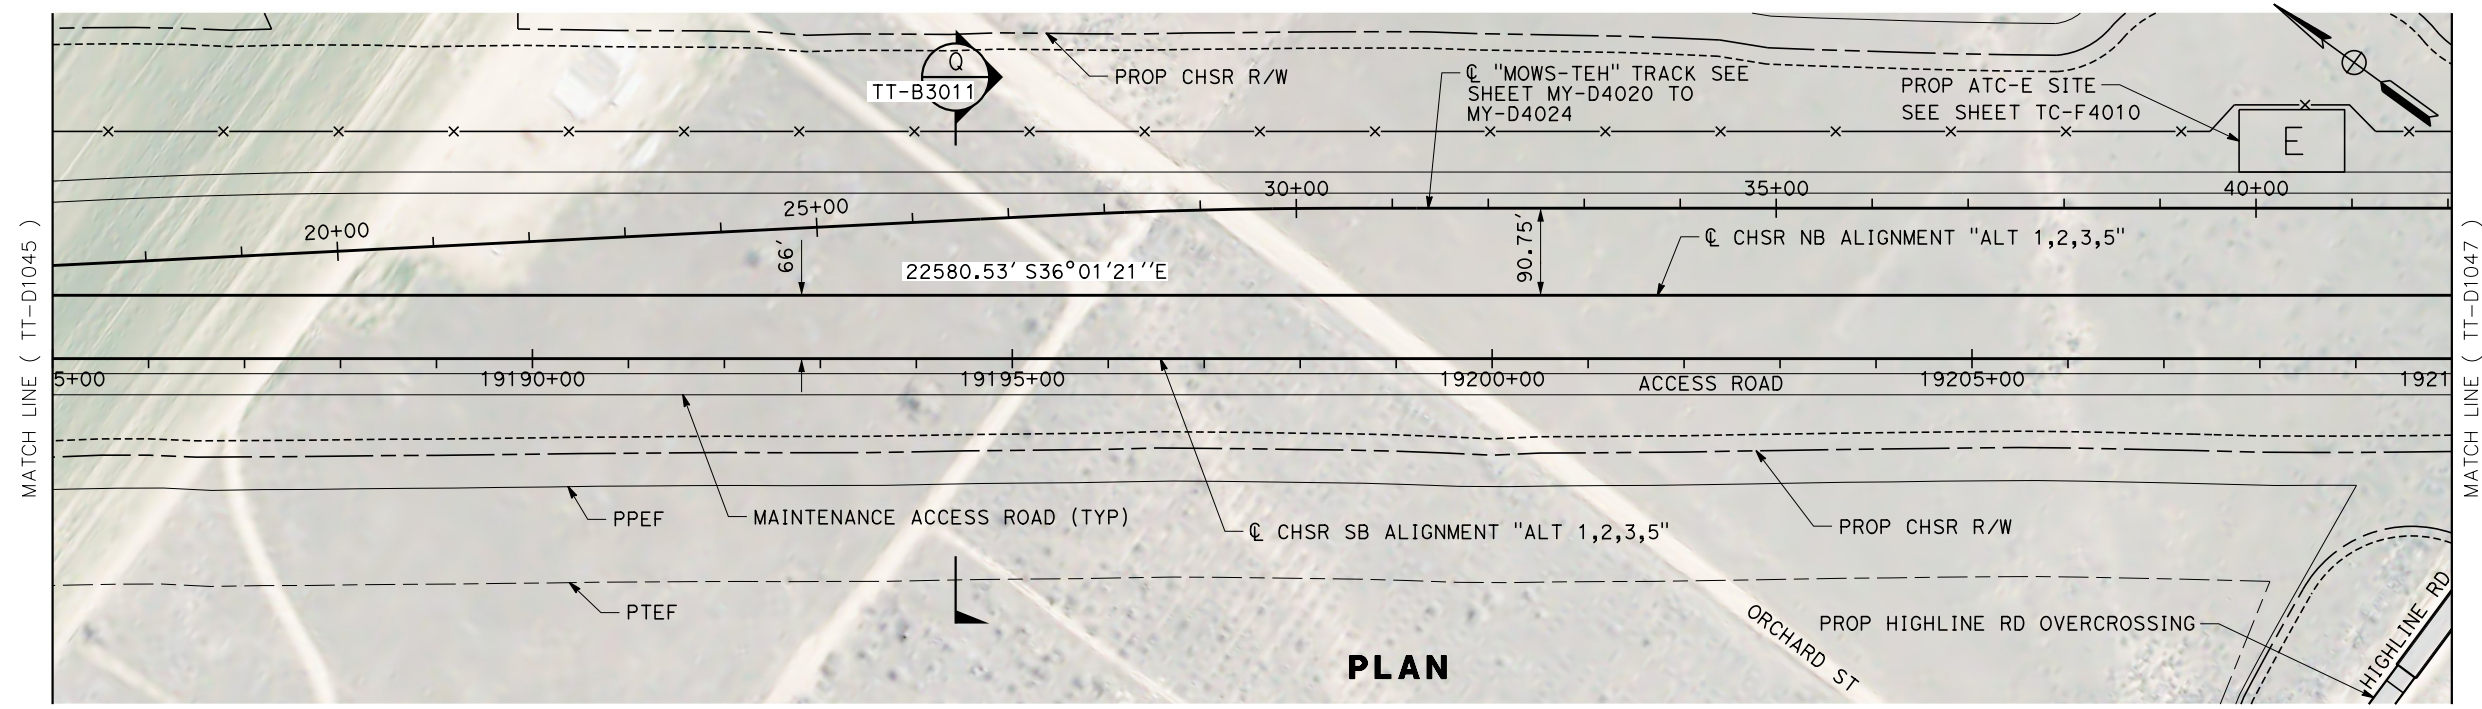 MATCH LINE ( TT-D1045 )
Q
TT-B3011
PROP CHSR R/W
℄ "MOWS-TEH" TRACK SEE
SHEET MY-D4020 TO
MY-D4024
PROP ATC-E SITE
SEE SHEET TC-F4010
E
20+00
25+00
30+00
35+00
40+00
66'
22580.53' S36°01'21''E
90.75'
℄ CHSR NB ALIGNMENT "ALT 1,2,3,5"
5+00
19190+00
19195+00
19200+00
ACCESS ROAD
19205+00
1921
PPEF
MAINTENANCE ACCESS ROAD (TYP)
℄ CHSR SB ALIGNMENT "ALT 1,2,3,5"
PROP CHSR R/W
PTEF
ORCHARD ST
PROP HIGHLINE RD OVERCROSSING
HIGHLINE RD
PLAN
MATCH LINE ( TT-D1047 )